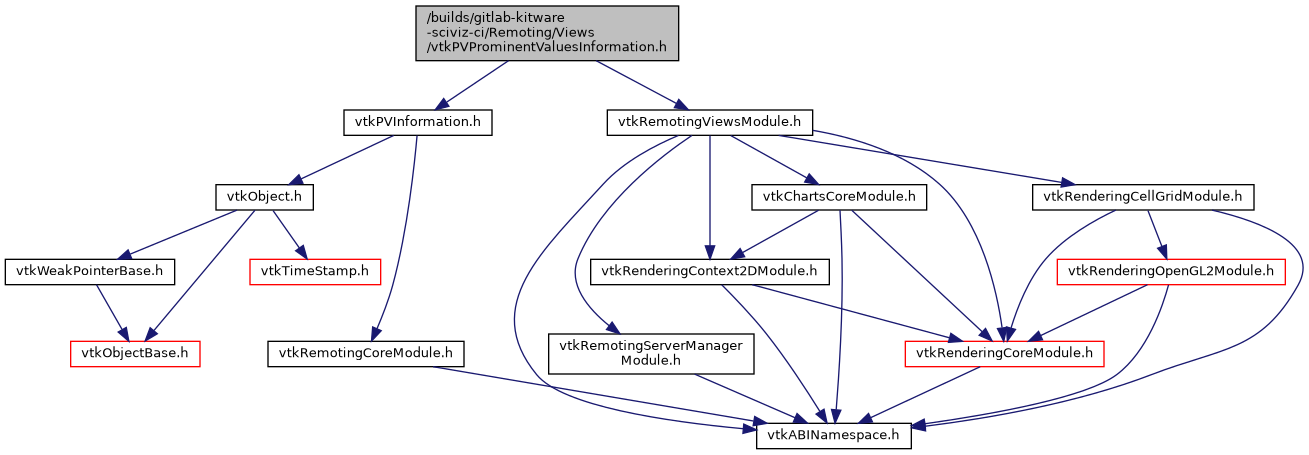 /builds/gitlab-kitware
-sciviz-ci/Remoting/Views
/vtkPVProminentValuesInformation.h
vtkPVInformation.h
vtkRemotingViewsModule.h
vtkObject.h
vtkChartsCoreModule.h
vtkRenderingCellGridModule.h
vtkWeakPointerBase.h
vtkTimeStamp.h
vtkRenderingContext2DModule.h
vtkRenderingOpenGL2Module.h
vtkObjectBase.h
vtkRemotingCoreModule.h
vtkRemotingServerManager
Module.h
vtkRenderingCoreModule.h
vtkABINamespace.h